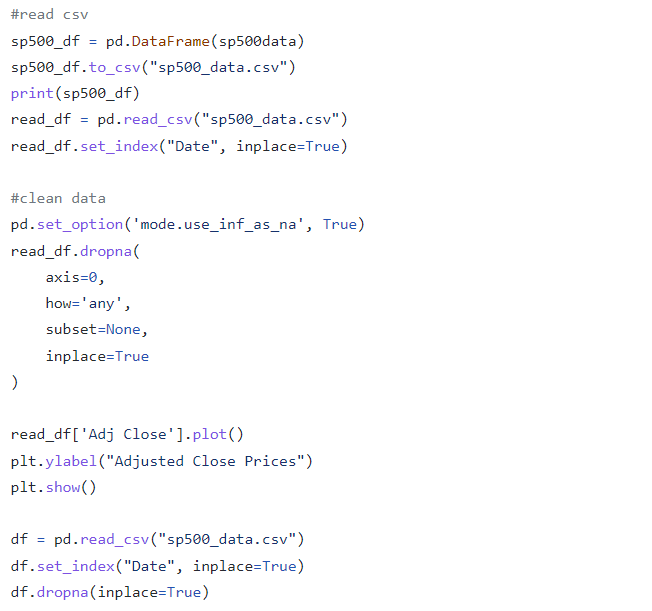 #read csv
sp500_df = pd.DataFrame(sp500data)
sp500_df.to_csv("sp500_data.csv")
print(sp500_df)
read_df = pd.read_csv("sp500_data.csv")
read_df.set_index("Date", inplace=True)

#clean data
pd.set_option('mode.use_inf_as_na', True)
read_df.dropna(
    axis=0,
    how='any',
    subset=None,
    inplace=True
)

read_df['Adj Close'].plot()
plt.ylabel("Adjusted Close Prices")
plt.show()

df = pd.read_csv("sp500_data.csv")
df.set_index("Date", inplace=True)
df.dropna(inplace=True)